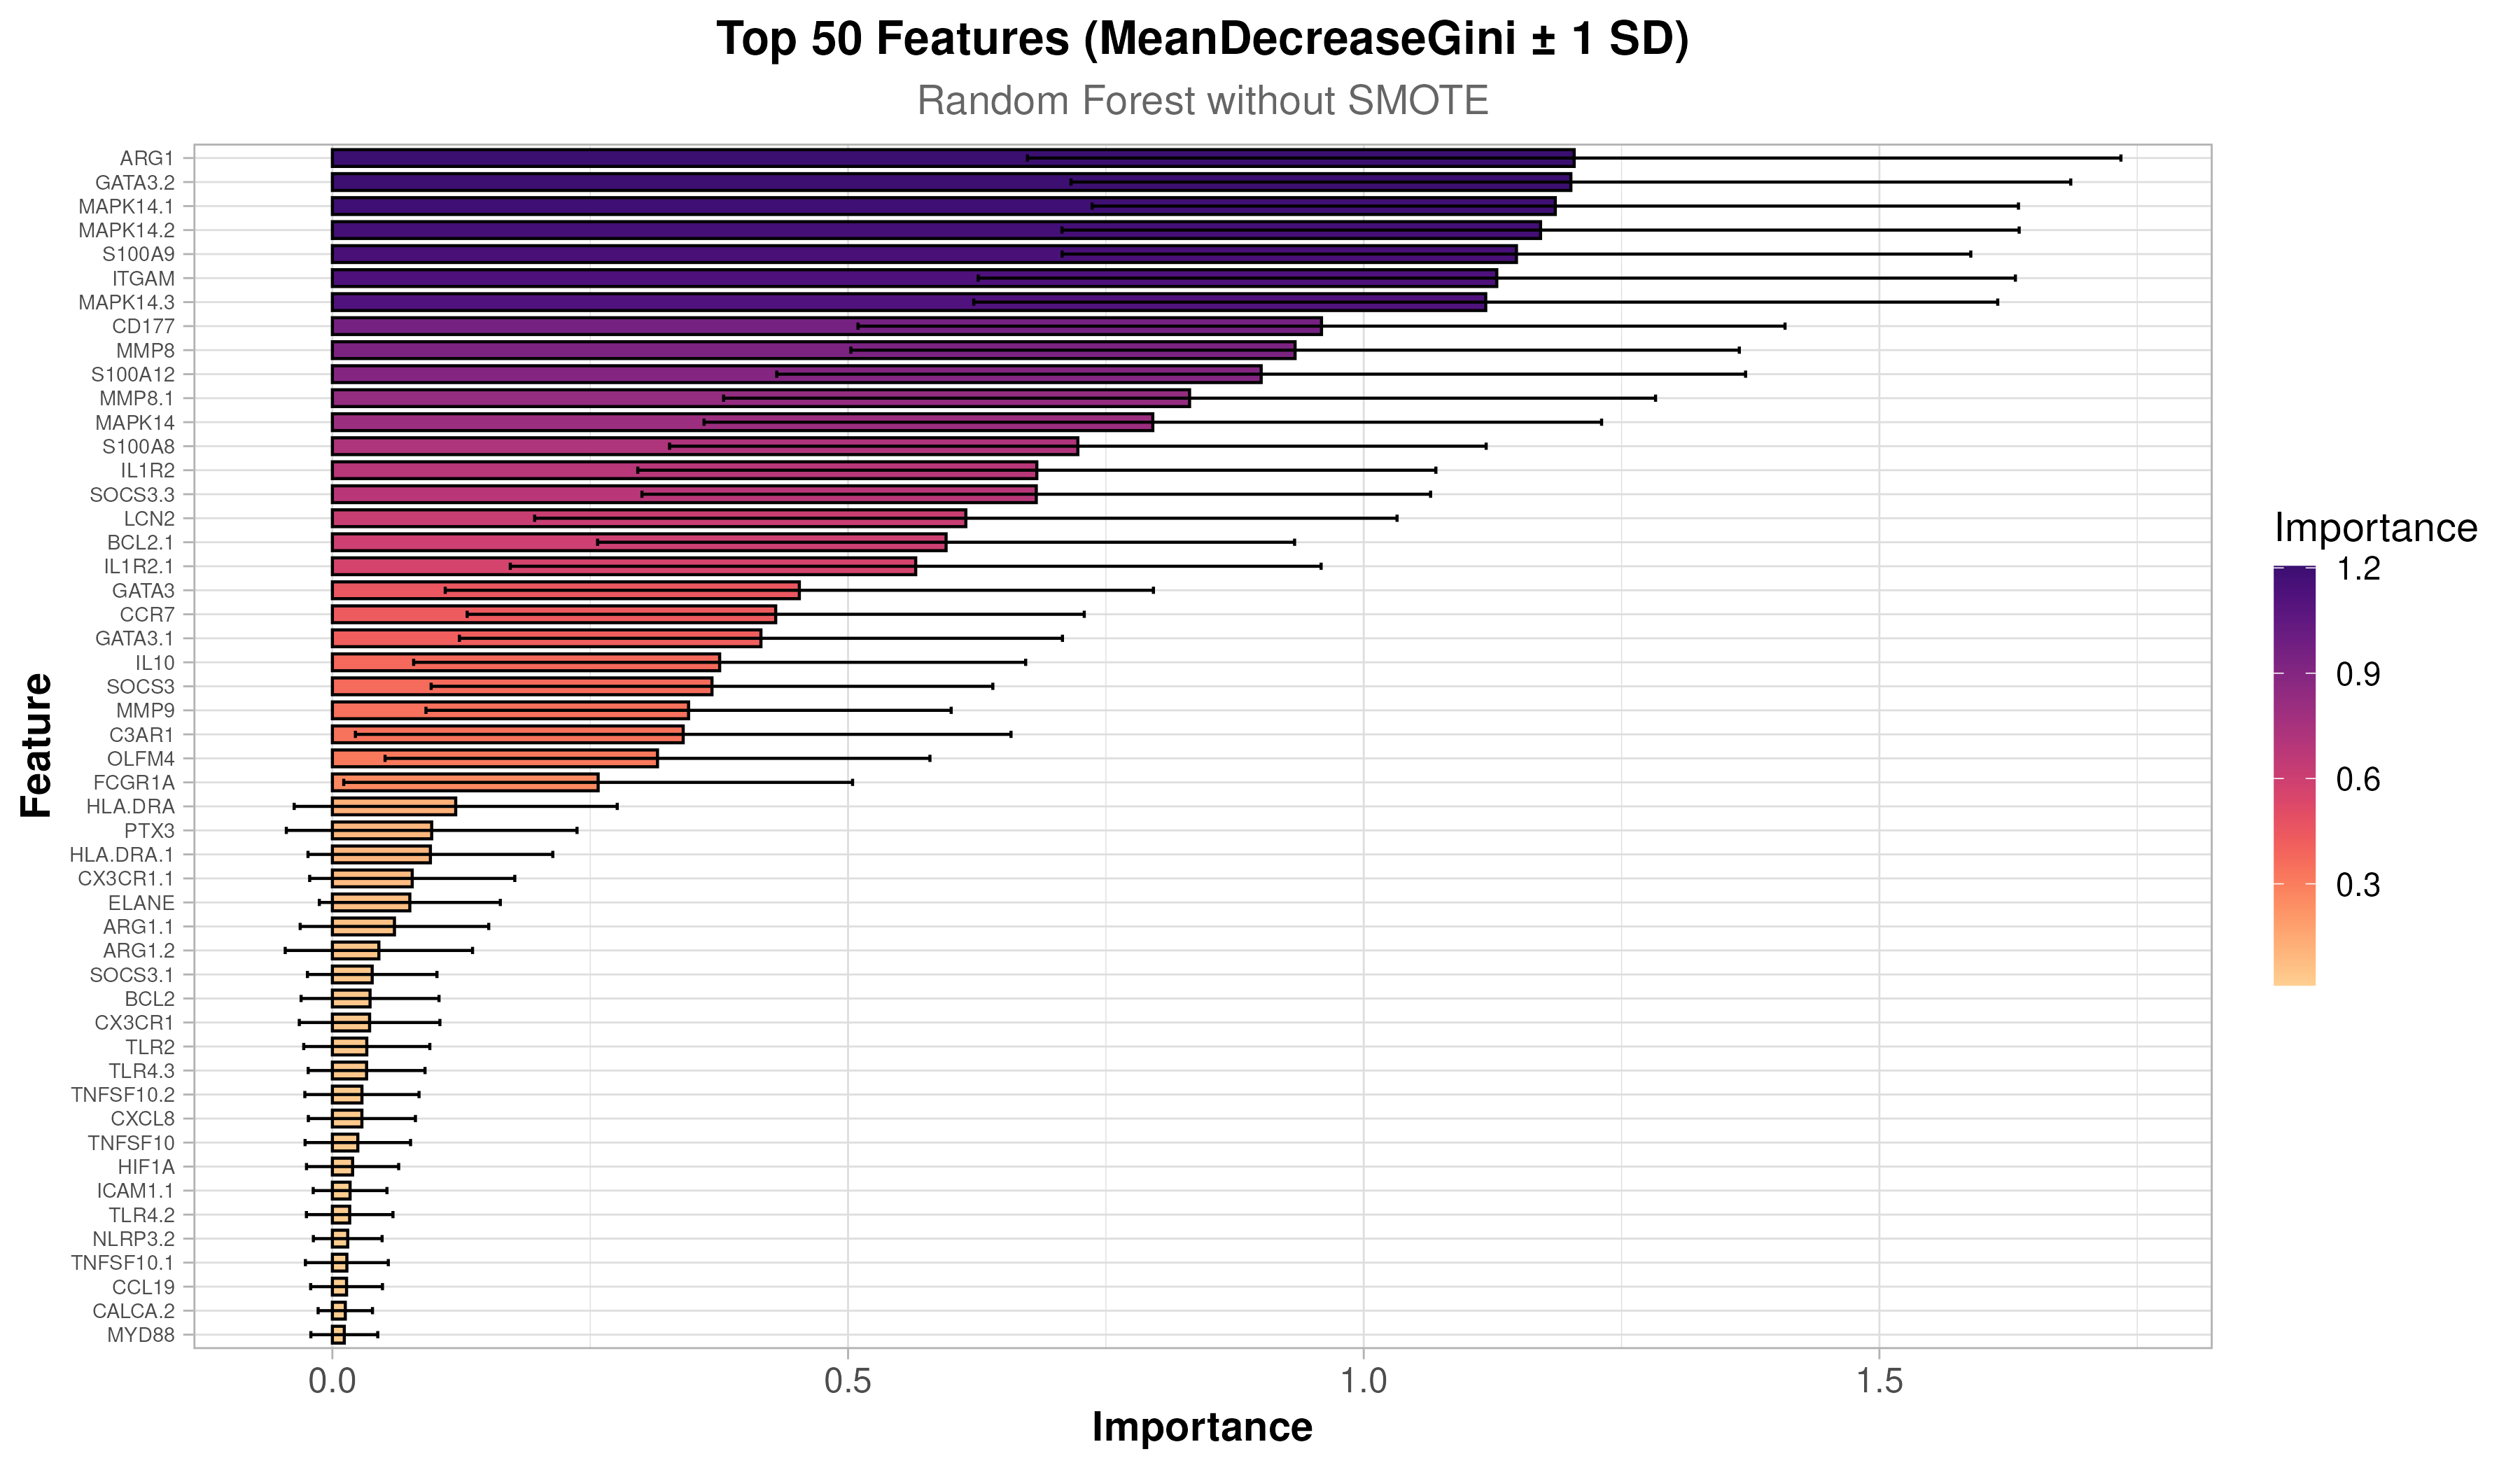 Top 50 Features (MeanDecreaseGini ± 1 SD)
Random Forest without SMOTE
Feature
ARG1
GATA3.2
MAPK14.1
MAPK14.2
S100A9
ITGAM
MAPK14.3
CD177
MMP8
S100A12
MMP8.1
MAPK14
S100A8
IL1R2
SOCS3.3
LCN2
BCL2.1
IL1R2.1
GATA3
CCR7
GATA3.1
IL10
SOCS3
MMP9
C3AR1
OLFM4
FCGR1A
HLA.DRA
PTX3
HLA.DRA.1
CX3CR1.1
ELANE
ARG1.1
ARG1.2
SOCS3.1
BCL2
CX3CR1
TLR2
TLR4.3
TNFSF10.2
CXCL8
TNFSF10
HIF1A
ICAM1.1
TLR4.2
NLRP3.2
TNFSF10.1
CCL19
CALCA.2
MYD88
0.0 0.5 1.0 1.5
Importance
Importance
1.2
0.9
0.6
0.3